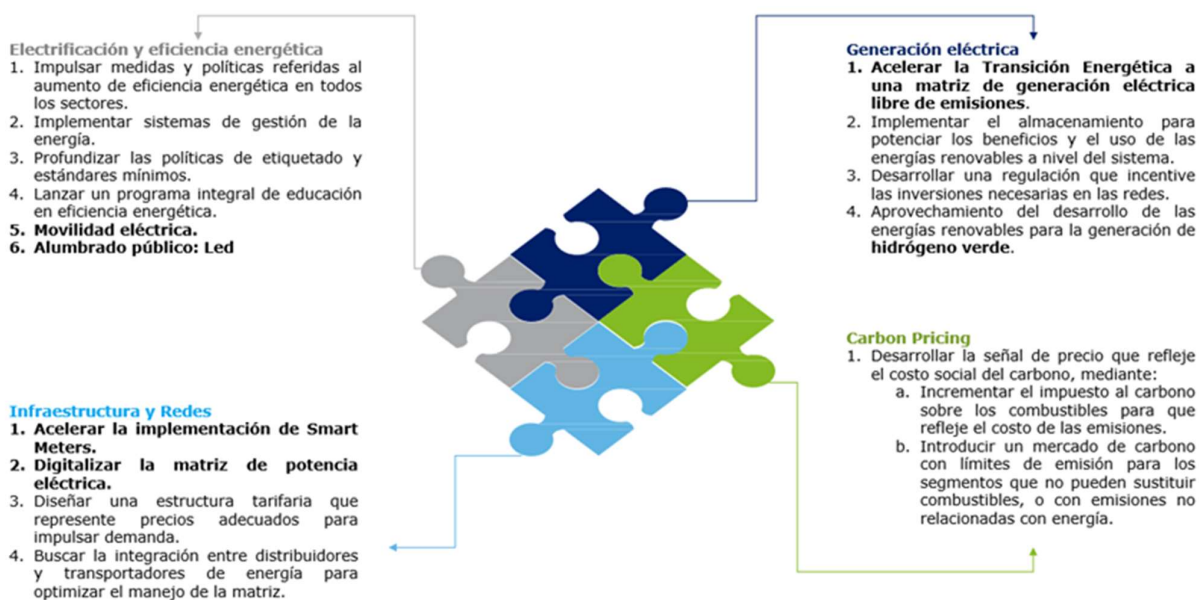 Electrificación y eficiencia energética
1. Impulsar medidas y políticas referidas al
aumento de eficiencia energética en todos
los sectores.
2. Implementar sistemas de gestión de la
energía.
3. Profundizar las políticas de etiquetado y
estándares mínimos.
4. Lanzar un programa integral de educación
en eficiencia energética.
5. Movilidad eléctrica.
6. Alumbrado público: Led
Generación eléctrica
1. Acelerar la Transición Energética a
una matriz de generación eléctrica
libre de emisiones.
2. Implementar el almacenamiento para
potenciar los beneficios y el uso de las
energías renovables a nivel del sistema.
3. Desarrollar una regulación que incentive
las inversiones necesarias en las redes.
4. Aprovechamiento del desarrollo de las
energías renovables para la generación de
hidrógeno verde.
Infraestructura y Redes
1. Acelerar la implementación de Smart
Meters.
2. Digitalizar la matriz de potencia
eléctrica.
3. Diseñar una estructura tarifaria que
represente precios adecuados para
impulsar demanda.
4. Buscar la integración entre distribuidores
y transportadores de energía para
optimizar el manejo de la matriz.
Carbon Pricing
1. Desarrollar la señal de precio que refleje
el costo social del carbono, mediante:
a. Incrementar el impuesto al carbono
sobre los combustibles para que
refleje el costo de las emisiones.
b. Introducir un mercado de carbono
con límites de emisión para los
segmentos que no pueden sustituir
combustibles, o con emisiones no
relacionadas con energía.